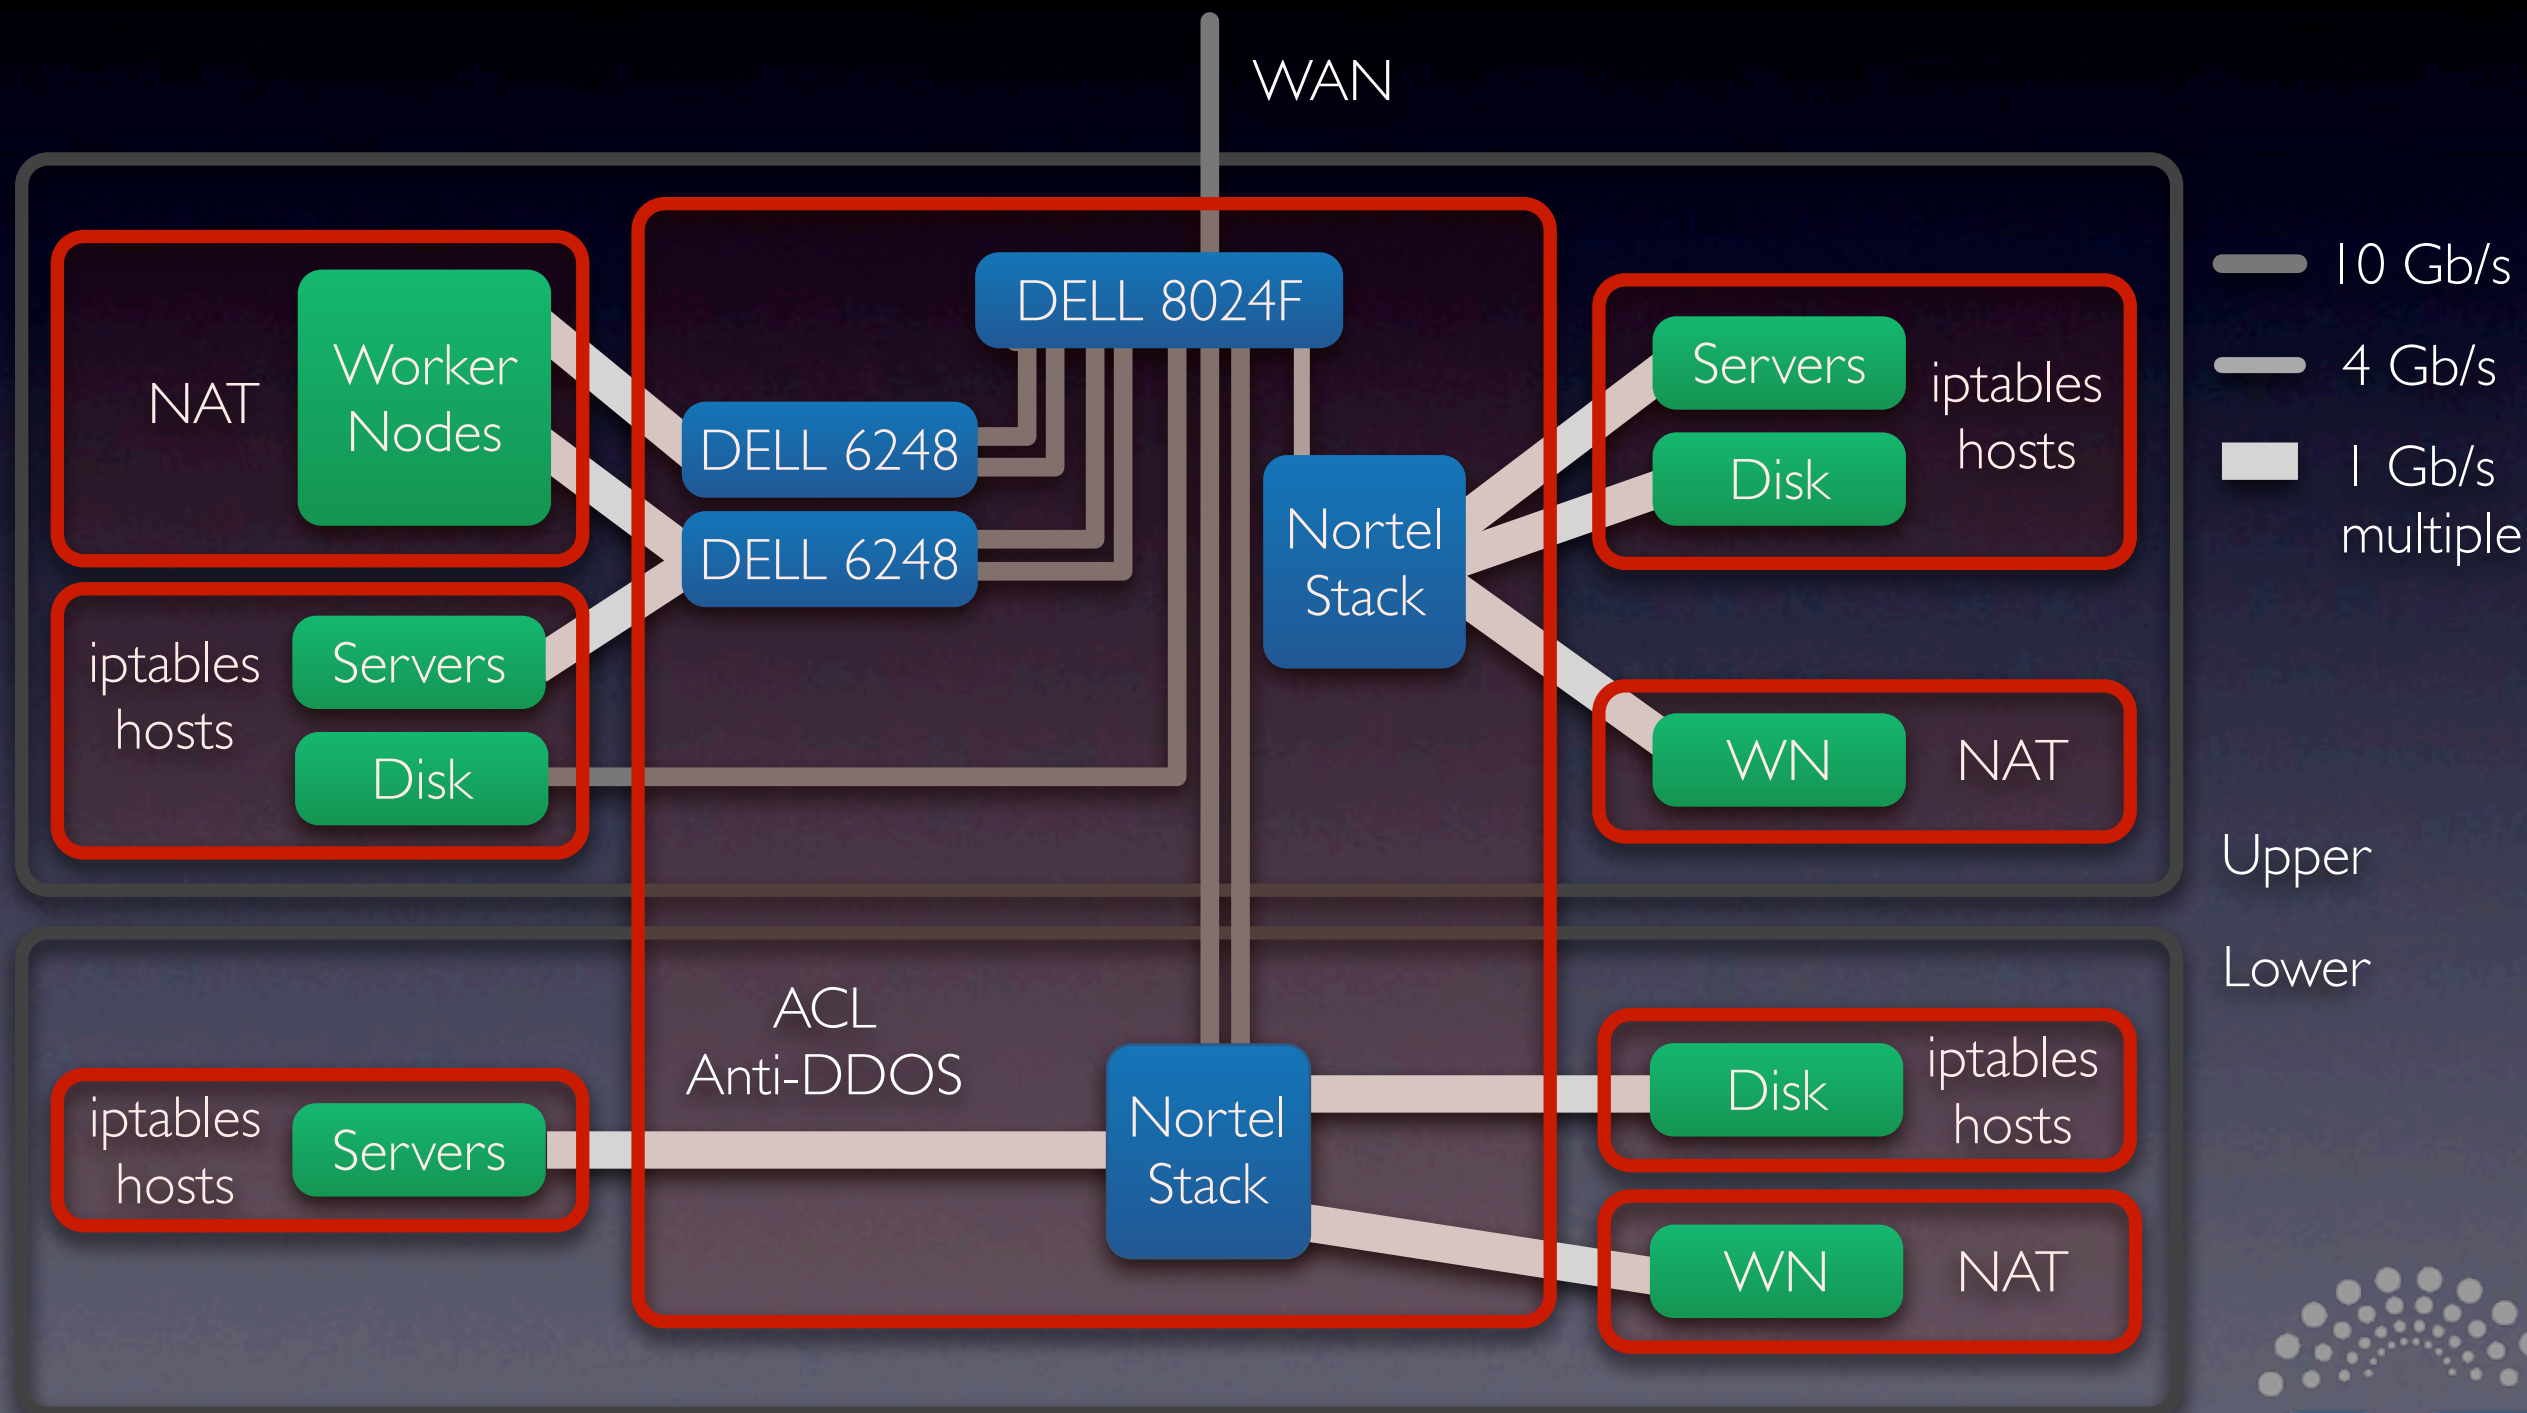 WAN
DELL 8024F
10 Gb/s
4 Gb/s
1 Gb/s
multiple
NAT
Worker
Nodes
DELL 6248
DELL 6248
Nortel
Stack
Servers
Disk
iptables
hosts
iptables
hosts
Servers
Disk
WN
NAT
Upper
Lower
ACL
Anti-DDOS
iptables
hosts
Servers
Nortel
Stack
Disk
iptables
hosts
WN
NAT